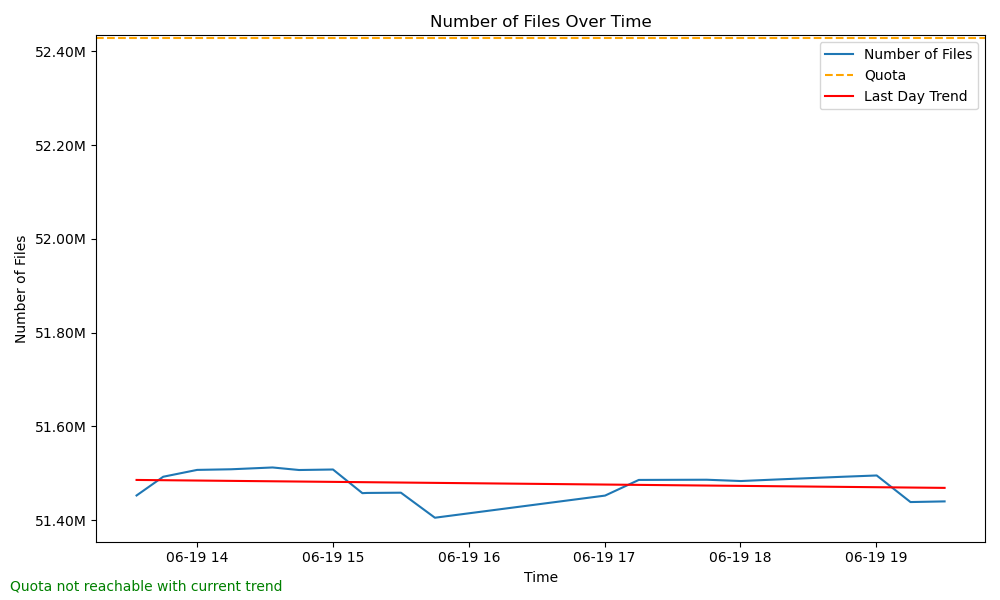 Number of Files Over Time
52.40M
52.20M
52.00M
51.80M
51.60M
51.40M
Number of Files
Number of Files
Quota
Last Day Trend
06-19 14
06-19 15
06-19 16
06-19 17
06-19 18
06-19 19
Time
Quota not reachable with current trend